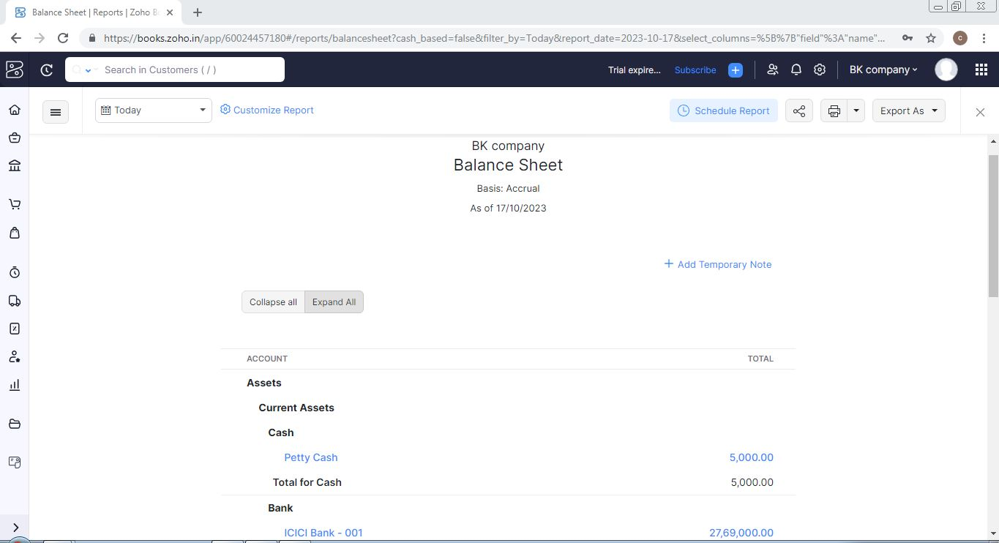 Balance Sheet | Reports | Zoho Bo
https://books.zoho.in/app/60024457180#/reports/balancesheet?cash_based=false&filter_by=Today&report_date=2023-10-17&select_columns=%5B%7B"field"%3A"name"...
C
Search in Customers ( / )
Trial expire...
Subscribe
BK company
Today
Customize Report
Schedule Report
Export As
BK company
Balance Sheet
Basis: Accrual
As of 17/10/2023
Add Temporary Note
Collapse all
Expand All
ACCOUNT TOTAL
Assets
Current Assets
Cash
Petty Cash 5,000.00
Total for Cash 5,000.00
Bank
ICICI Bank - 001 27,69,000.00